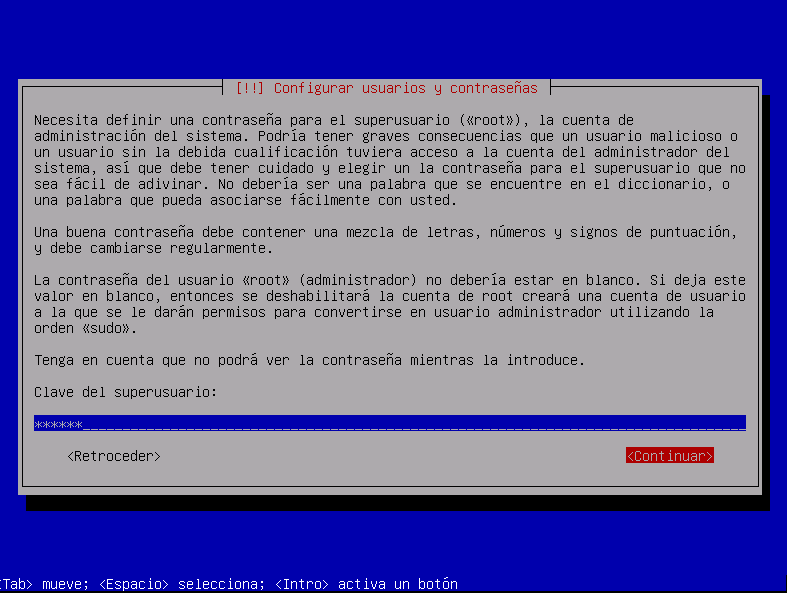 [!!] Configurar usuarios y contraseñas
Necesita definir una contraseña para el superusuario («root»), la cuenta de
administración del sistema. Podría tener graves consecuencias que un usuario malicioso o
un usuario sin la debida cualificación tuviera acceso a la cuenta del administrador del
sistema, así que debe tener cuidado y elegir un la contraseña para el superusuario que no
sea fácil de adivinar. No debería ser una palabra que se encuentre en el diccionario, o
una palabra que pueda asociarse fácilmente con usted.
Una buena contraseña debe contener una mezcla de letras, números y signos de puntuación,
y debe cambiarse regularmente.
La contraseña del usuario «root» (administrador) no debería estar en blanco. Si deja este
valor en blanco, entonces se deshabilitará la cuenta de root creará una cuenta de usuario
a la que se le darán permisos para convertirse en usuario administrador utilizando la
orden «sudo».
Tenga en cuenta que no podrá ver la contraseña mientras la introduce.
Clave del superusuario:
******
<Retroceder> <Continuar>
<Tab> mueve; <Espacio> selecciona; <Intro> activa un botón